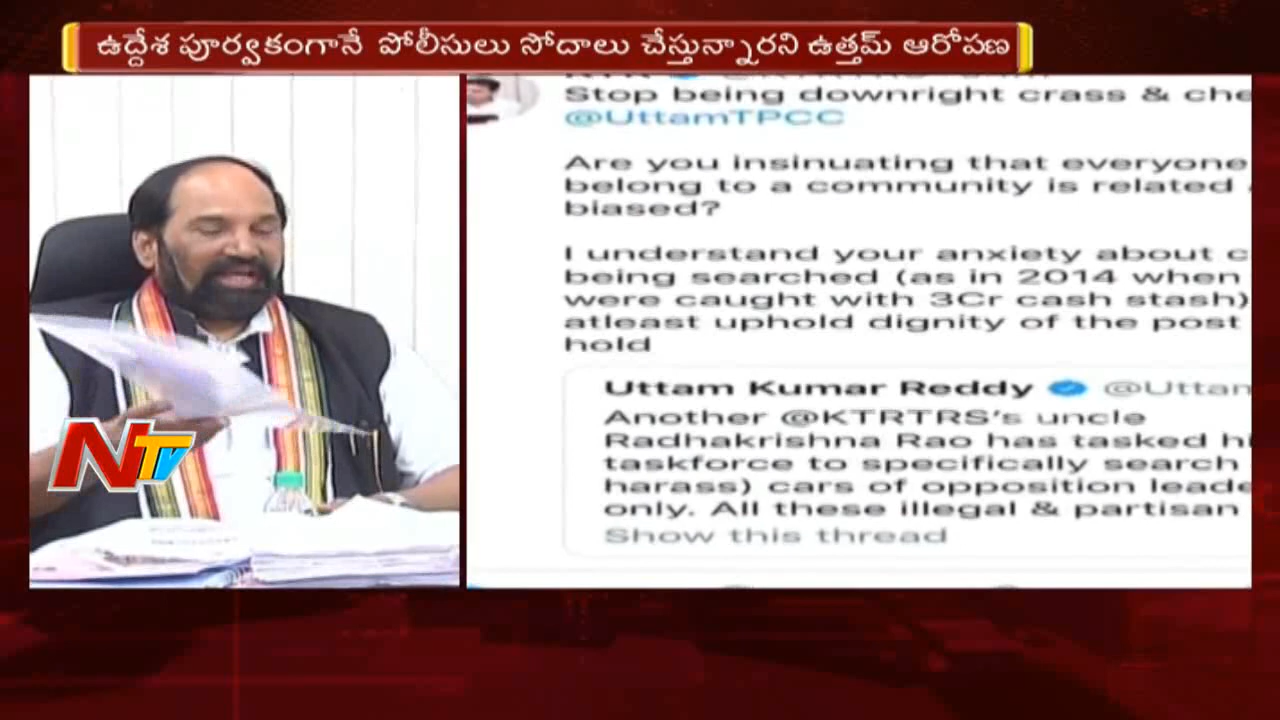 ఉద్దేశ పూర్వకంగానే పోలీసులు సోదాలు చేస్తున్నారని ఉత్తమ్ ఆరోపణ
Stop being downright crass & che
@UttamTPCC
Are you insinuating that everyone
belong to a community is related
biased?
I understand your anxiety about c
being searched (as in 2014 when
were caught with 3Cr cash stash)
atleast uphold dignity of the post
hold
Uttam Kumar Reddy @Uttam
Another @KTRTRS's uncle
Radhakrishna Rao has tasked hi
taskforce to specifically search
harass) cars of opposition leade
only. All these illegal & partisan
Show this thread
NTV